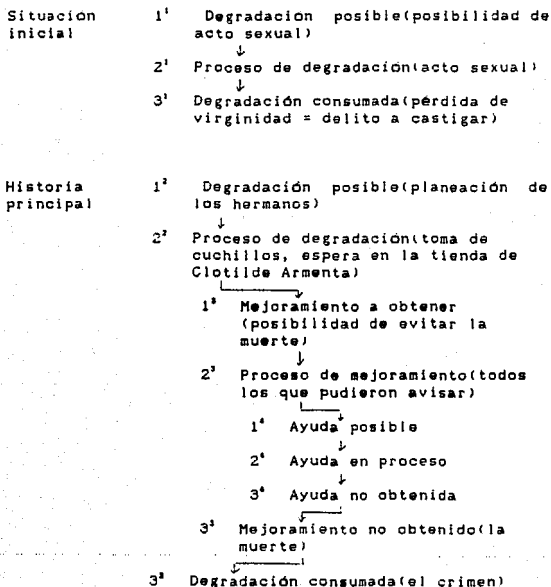 Situación inicial
1¹ Degradación posible(posibilidad de
acto sexual)
2¹ Proceso de degradación(acto sexual)
3¹ Degradación consumada(pérdida de
virginidad = delito a castigar)
Historia principal
1² Degradación posible(planeación de
los hermanos)
2² Proceso de degradación(toma de
cuchillos, espera en la tienda de
Clotilde Armenta)
1³ Mejoramiento a obtener
(posibilidad de evitar la
muerte)
2³ Proceso de mejoramiento(todos
los que pudieron avisar)
1⁴ Ayuda posible
2⁴ Ayuda en proceso
3⁴ Ayuda no obtenida
3³ Mejoramiento no obtenido(la
muerte)
3² Degradación consumada(el crimen)